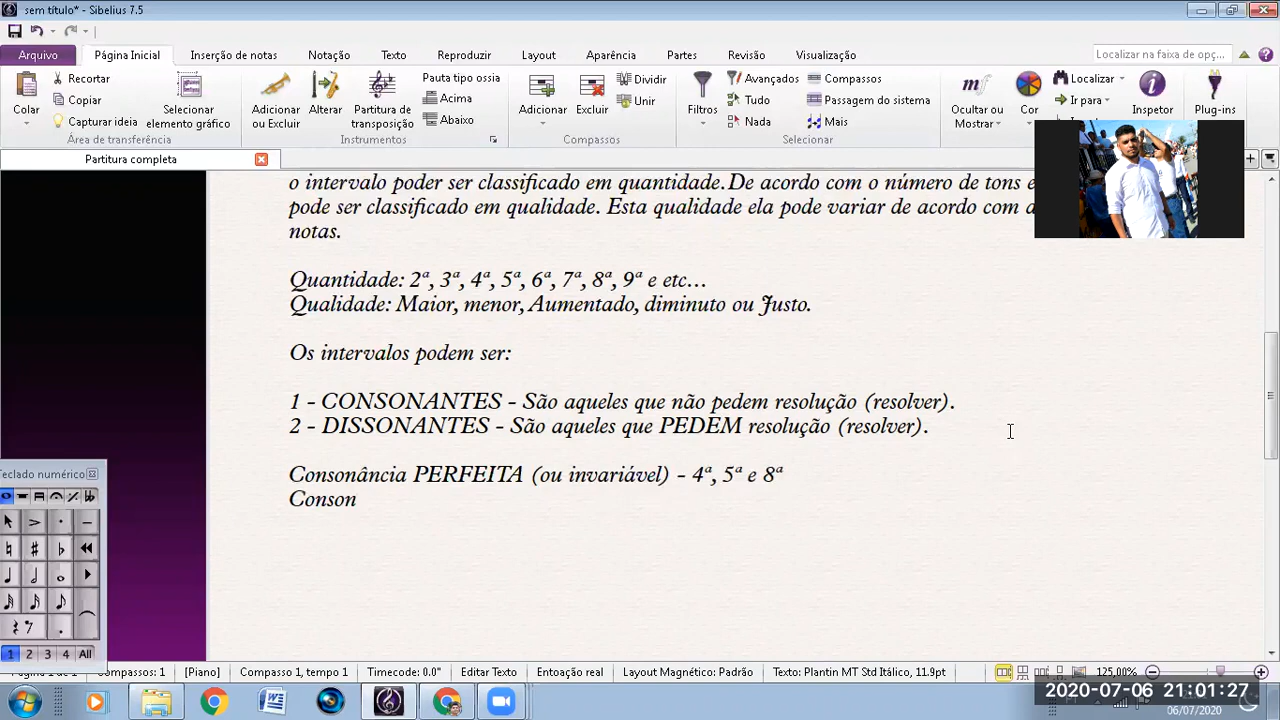 sem título* - Sibelius 7.5
Arquivo Página Inicial Inserção de notas Notação Texto Reproduzir Layout Aparência Partes Revisão Visualização Localizar na faixa de opç..
Colar
Recortar
Copiar
Capturar ideia
Selecionar
elemento gráfico
Área de transferência
Adicionar
ou Excluir
Alterar
Partitura de
transposição
Pauta tipo ossia
Acima
Abaixo
Instrumentos
Adicionar
Excluir
Dividir
Unir
Compassos
Filtros
Avançados
Tudo
Nada
Compassos
Passagem do sistema
Mais
Selecionar
Ocultar ou
Mostrar
Cor
Localizar
Ir para
Inspetor
Plug-ins
Partitura completa
o intervalo poder ser classificado em quantidade. De acordo com o número de tons e
pode ser classificado em qualidade. Esta qualidade ela pode variar de acordo com a
notas.
Quantidade: 2ª, 3ª, 4ª, 5ª, 6ª, 7ª, 8ª, 9ª e etc...
Qualidade: Maior, menor, Aumentado, diminuto ou Justo.
Os intervalos podem ser:
1 - CONSONANTES - São aqueles que não pedem resolução (resolver).
2 - DISSONANTES - São aqueles que PEDEM resolução (resolver).
Consonância PERFEITA (ou invariável) - 4ª, 5ª e 8ª
Conson
Teclado numérico
1 2 3 4 All
Compassos: 1 [Piano] Compasso 1, tempo 1 Timecode: 0.0" Editar Texto Entoação real Layout Magnético: Padrão Texto: Plantin MT Std Itálico, 11.9pt 125,00%
2020-07-06 21:01:27
06/07/2020